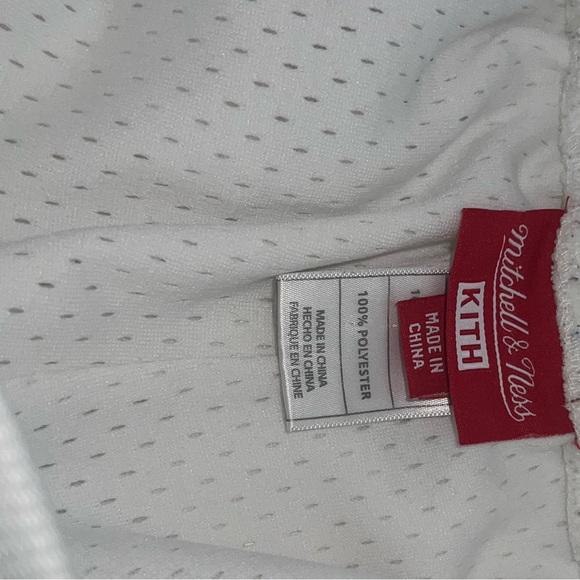 mitchell & Ness
KITH
MADE IN
CHINA
100% POLYESTER
MADE IN CHINA
HECHO EN CHINA
FABRIQUE EN CHINE